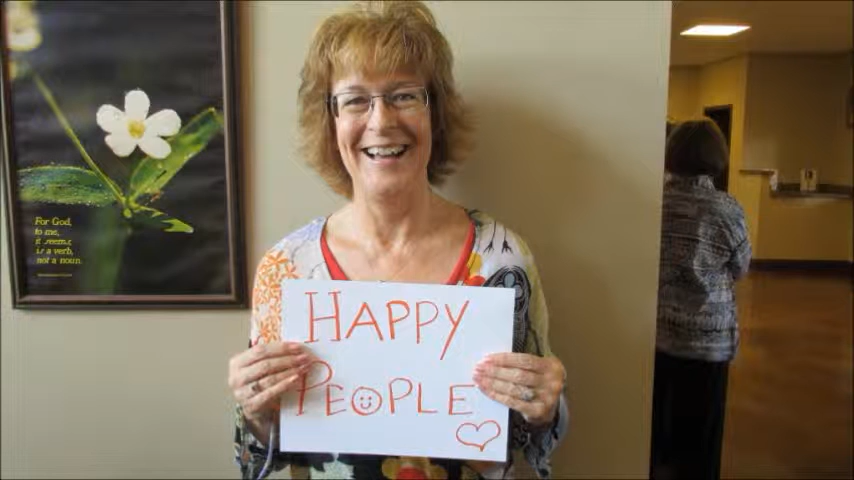 For God,
to me,
it seems,
is a verb,
not a noun.
HAPPY
PEOPLE